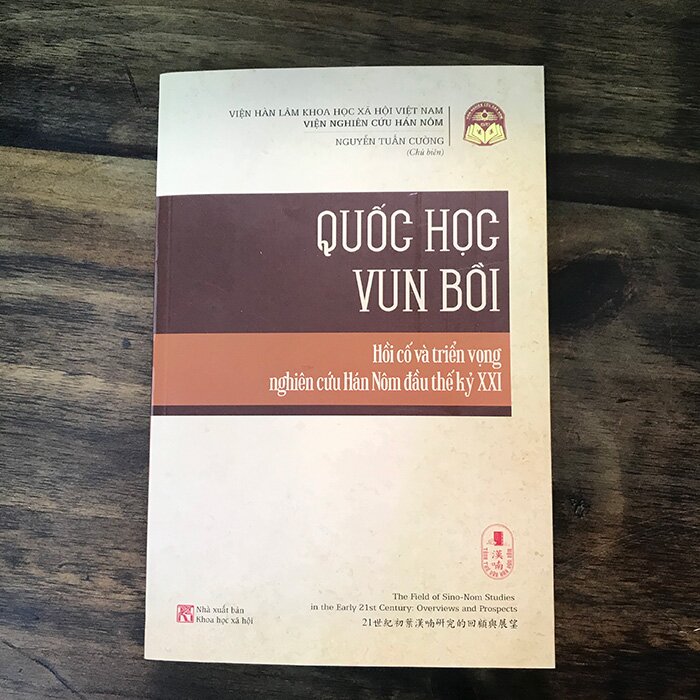 VIỆN HÀN LÂM KHOA HỌC XÃ HỘI VIỆT NAM
VIỆN NGHIÊN CỨU HÁN NÔM
NGUYỄN TUẤN CƯỜNG
(Chủ biên)
QUỐC HỌC
VUN BỒI
Hồi cố và triển vọng
nghiên cứu Hán Nôm đầu thế kỷ XXI
漢
喃
The Field of Sino-Nom Studies
in the Early 21st Century: Overviews and Prospects
21世紀初葉漢喃研究的回顧與展望
Nhà xuất bản
Khoa học xã hội